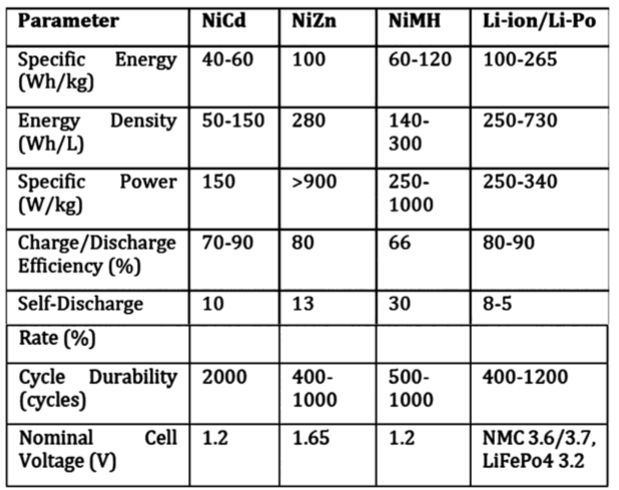 Parameter NiCd NiZn NiMH Li-ion/Li-Po
Specific Energy 40-60 100 60-120 100-265
(Wh/kg)
Energy Density 50-150 280 140- 250-730
(Wh/L) 300
Specific Power 150 >900 250- 250-340
(W/kg) 1000
Charge/Discharge 70-90 80 66 80-90
Efficiency (%)
Self-Discharge 10 13 30 8-5
Rate (%)
Cycle Durability 2000 400- 500- 400-1200
(cycles) 1000 1000
Nominal Cell 1.2 1.65 1.2 NMC 3.6/3.7,
Voltage (V) LiFePo4 3.2